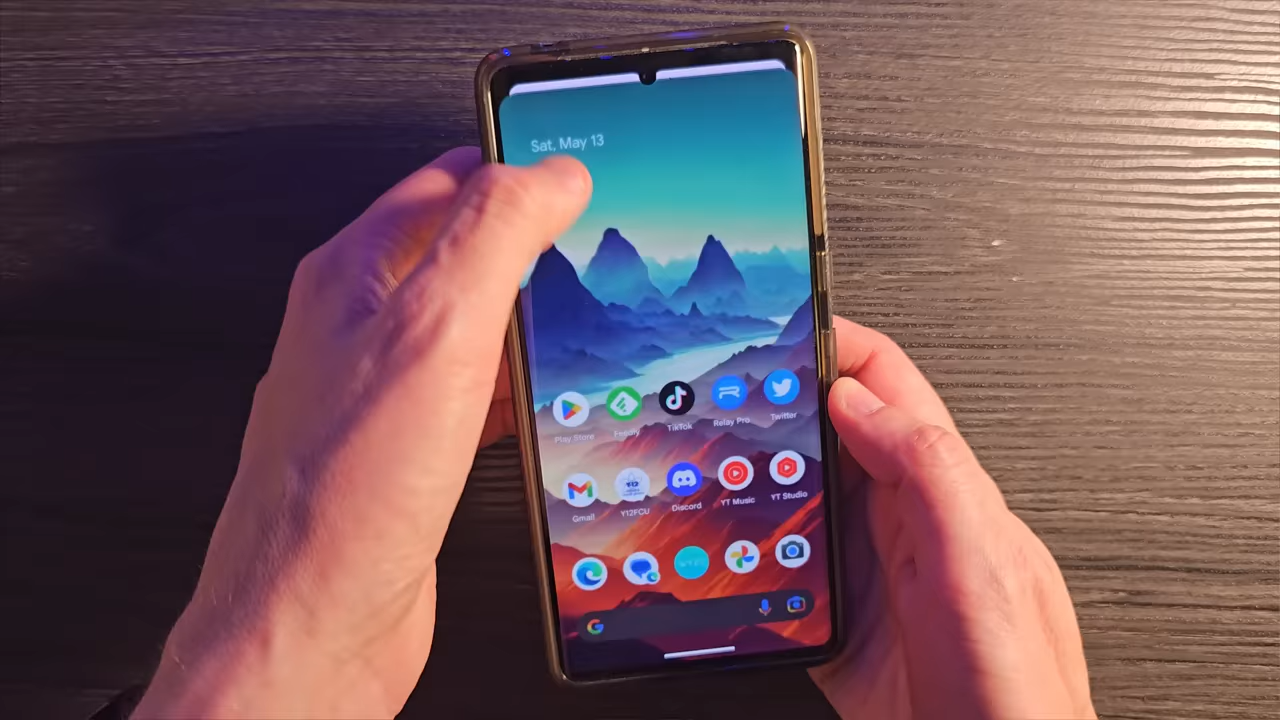 Sat, May 13
Play Store Feedly TikTok Relay Pro Twitter
Gmail Y12FCU Discord YT Music YT Studio